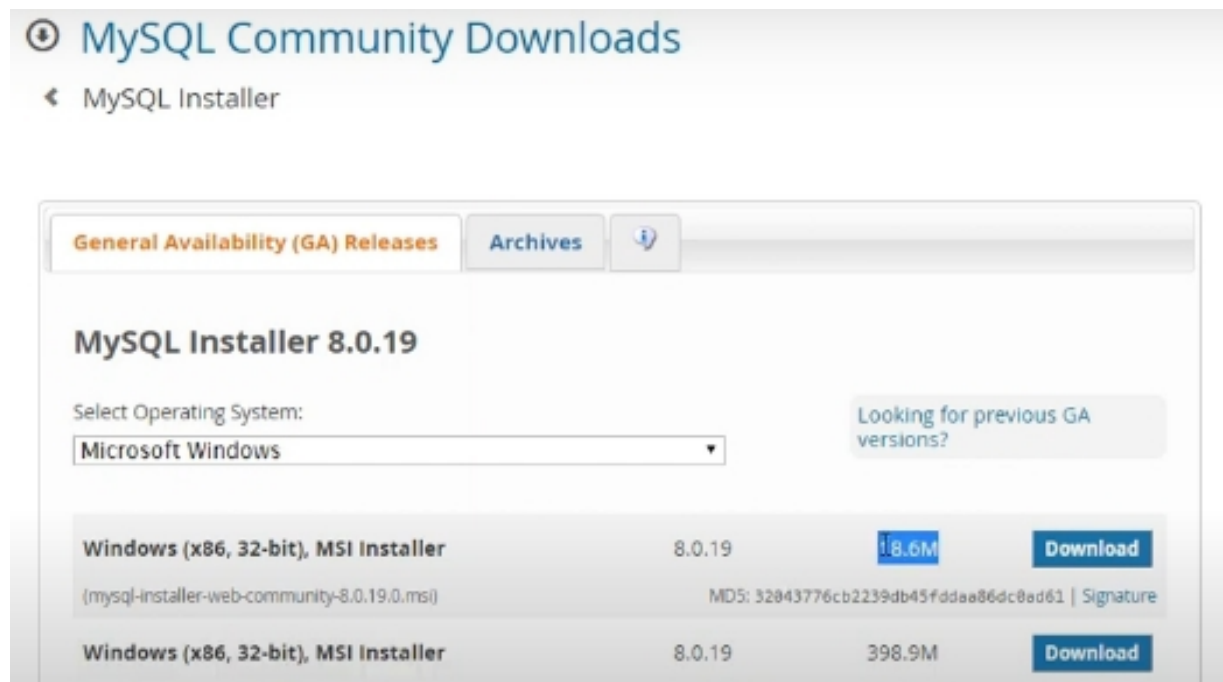 MySQL Community Downloads
MySQL Installer
General Availability (GA) Releases
Archives
MySQL Installer 8.0.19
Select Operating System:
Looking for previous GA
versions?
Microsoft Windows
Windows (x86, 32-bit), MSI Installer 8.0.19 18.6M Download
(mysql-installer-web-community-8.0.19.0.msi) MD5: 32043776cb2239db45fddaa86dc0ad61 | Signature
Windows (x86, 32-bit), MSI Installer 8.0.19 398.9M Download